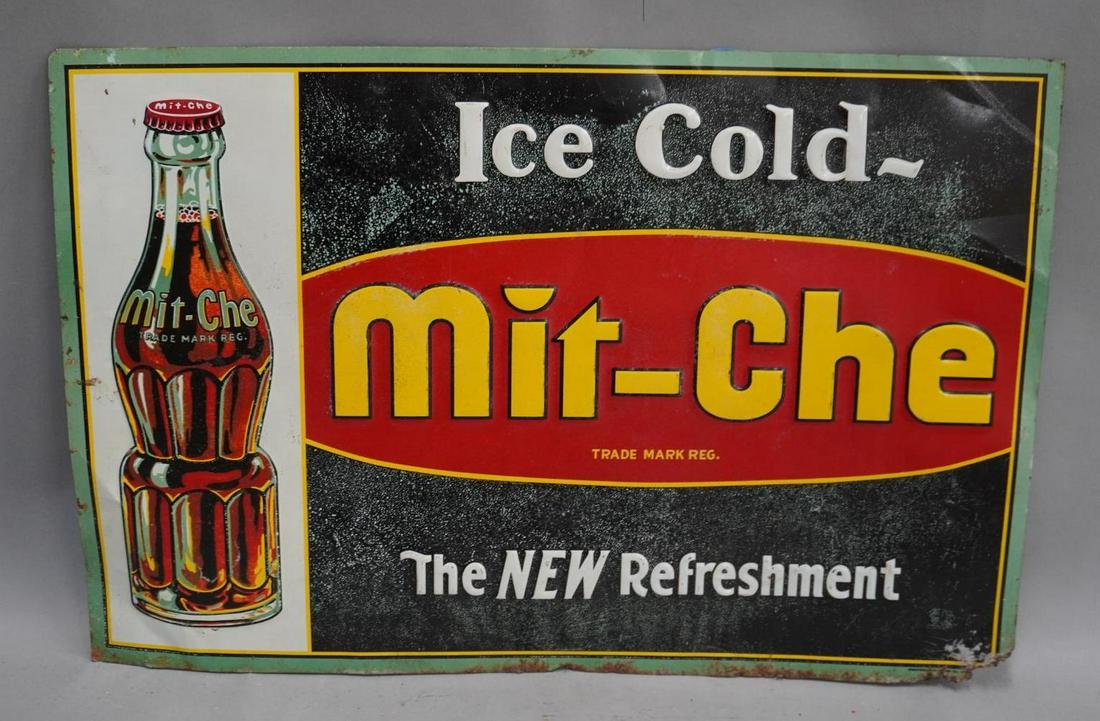 Ice Cold~
Mit-Che
Mit-Che
TRADE MARK REG.
Mit-Che
TRADE MARK REG.
The NEW Refreshment